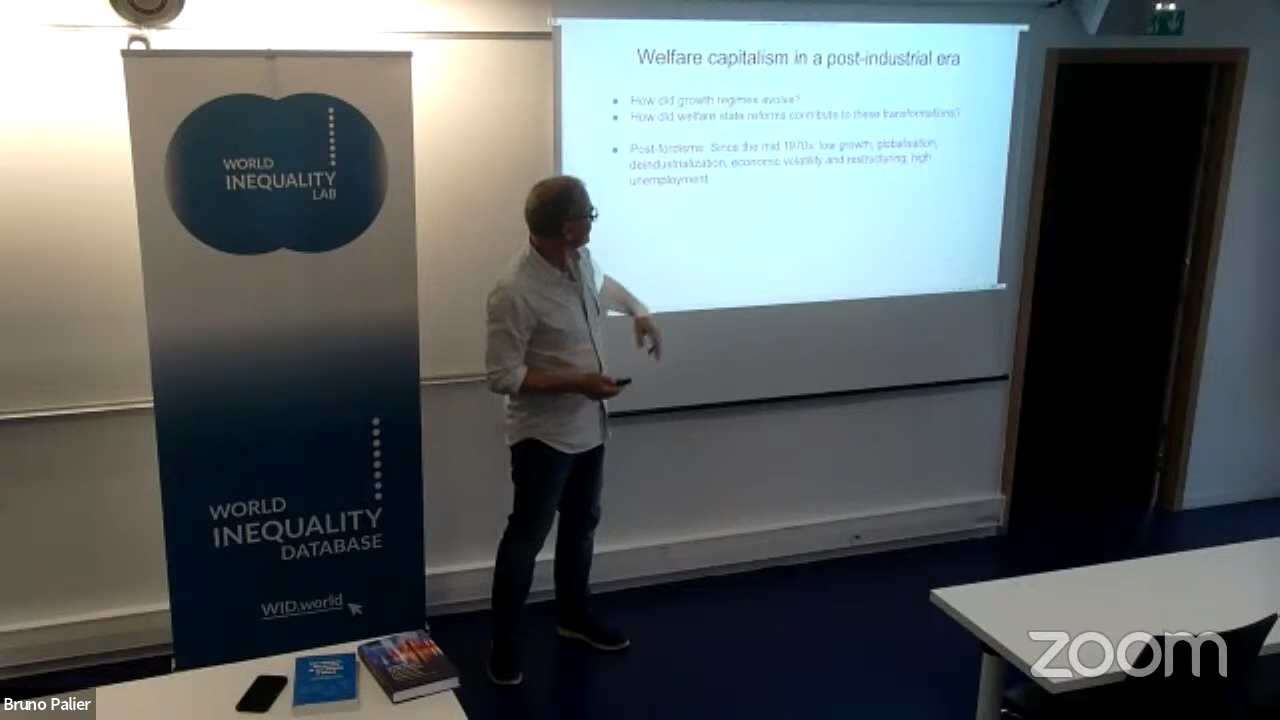 WORLD
INEQUALITY
LAB
WORLD
INEQUALITY
DATABASE
WID.world
Welfare capitalism in a post-industrial era
How did growth regimes evolve?
How did welfare state reforms contribute to these transformations?
Post-fordisms: Since the mid 1970s, low growth, globalisation,
deindustrialization, economic volatility and restructuring, high
unemployment
zoom
Bruno Palier